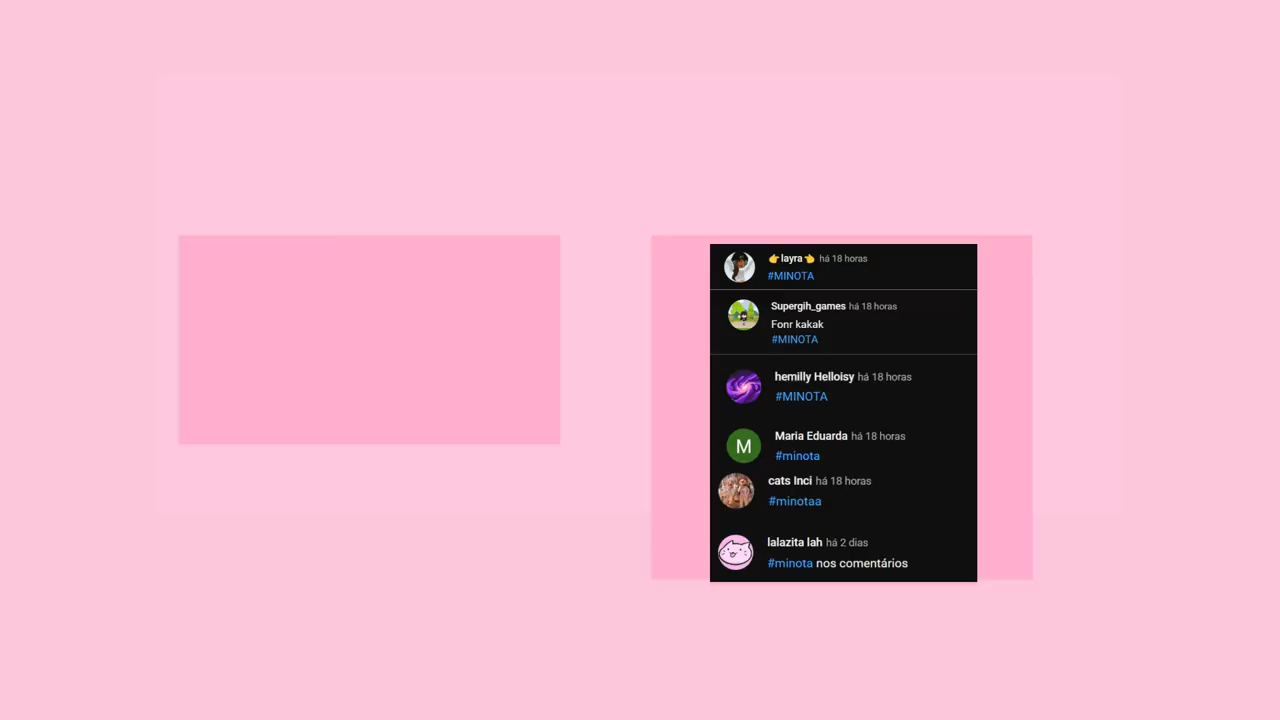 👉layra👈 há 18 horas
#MINOTA
Supergih_games há 18 horas
Fonr kakak
#MINOTA
hemilly Helloisy há 18 horas
#MINOTA
M
Maria Eduarda há 18 horas
#minota
cats Inci há 18 horas
#minotaa
lalazita lah há 2 dias
#minota nos comentários